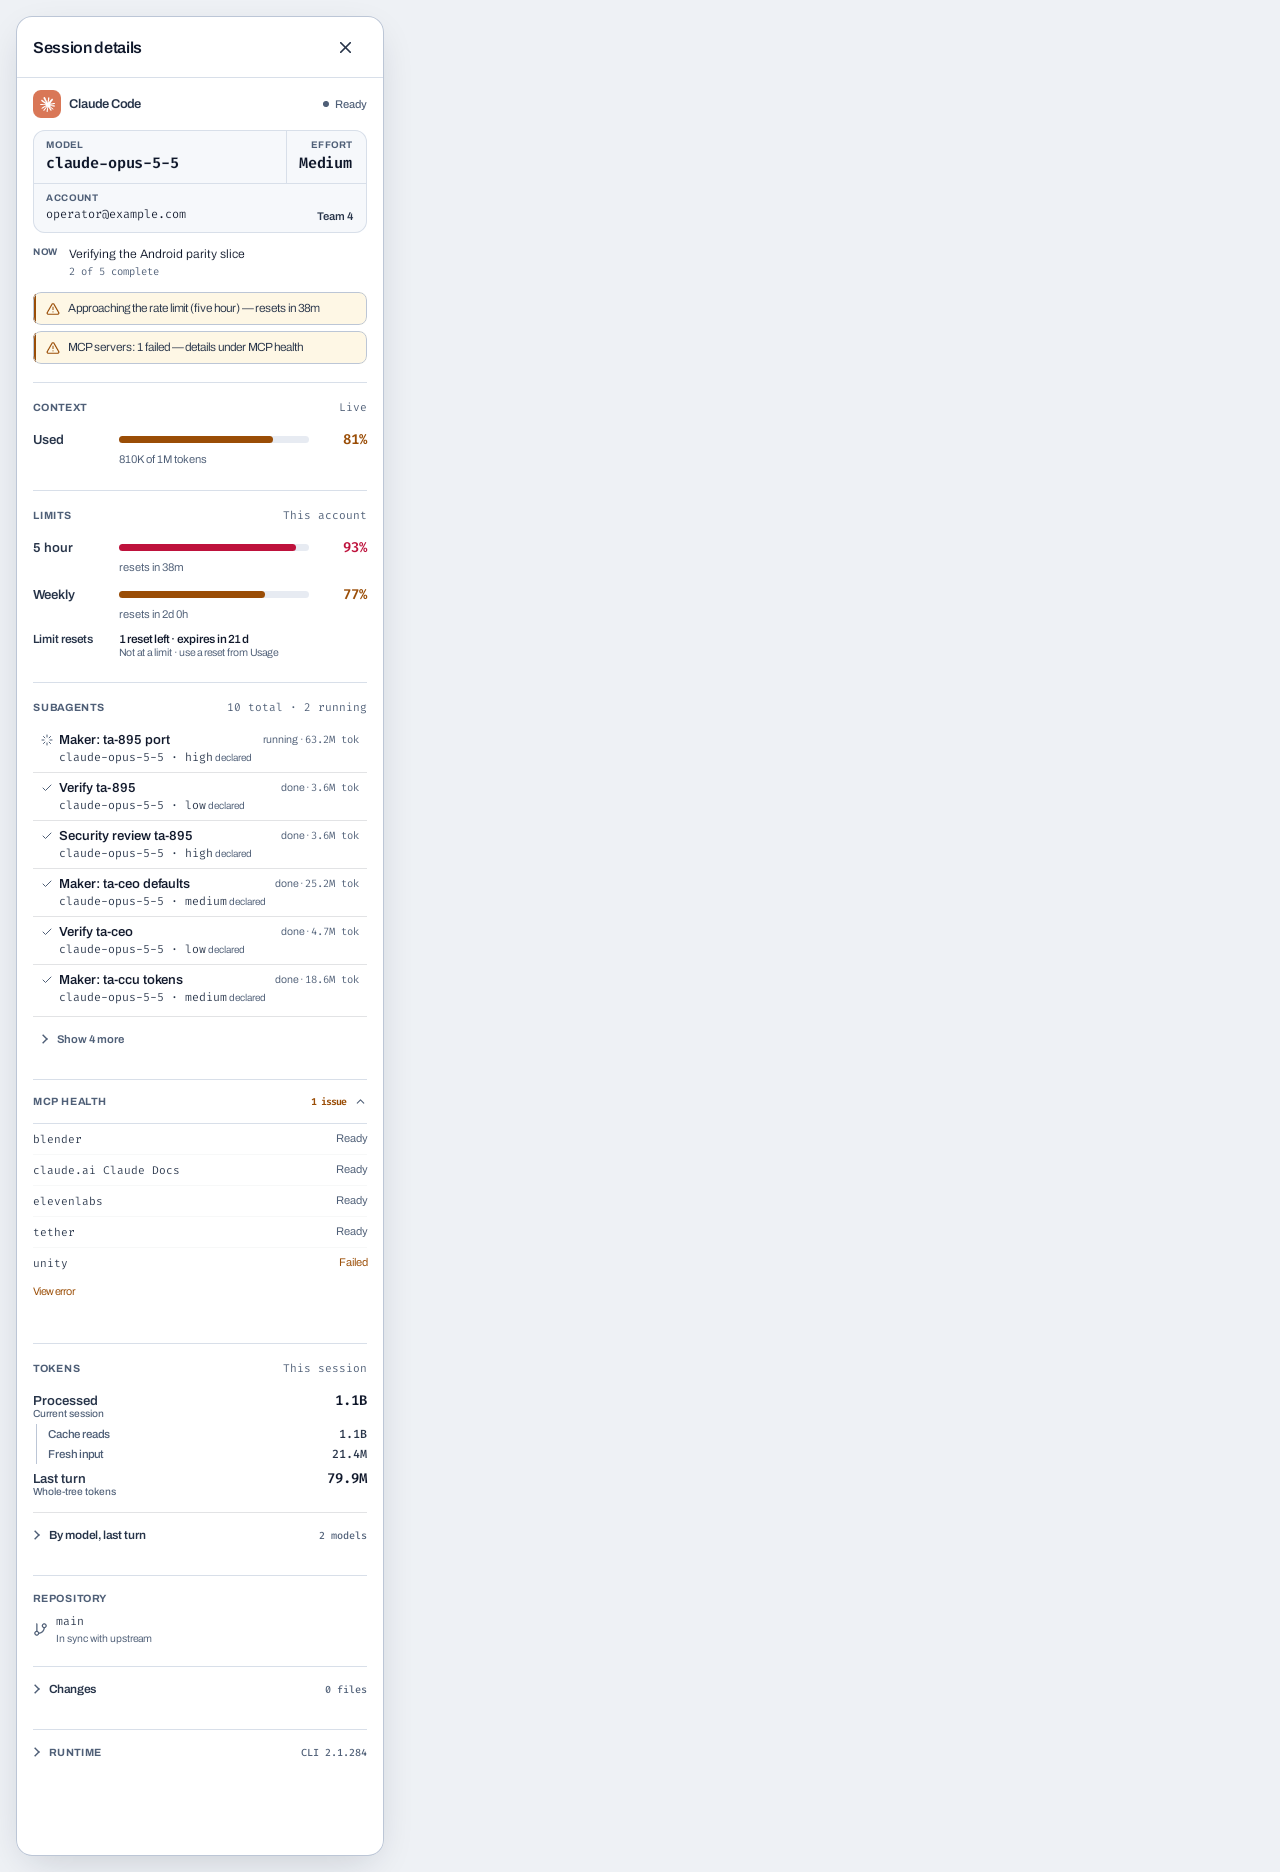 Session details
Claude Code
Ready
MODEL
EFFORT
claude-opus-5-5
Medium
ACCOUNT
operator@example.com
Team 4
NOW
Verifying the Android parity slice
2 of 5 complete
Approaching the rate limit (five hour) — resets in 38m
MCP servers: 1 failed — details under MCP health
CONTEXT
Live
Used
81%
810K of 1M tokens
LIMITS
This account
5 hour
93%
resets in 38m
Weekly
77%
resets in 2d 0h
Limit resets
1 reset left · expires in 21 d
Not at a limit · use a reset from Usage
SUBAGENTS
10 total · 2 running
Maker: ta-895 port
running · 63.2M tok
claude-opus-5-5 · high declared
Verify ta-895
done · 3.6M tok
claude-opus-5-5 · low declared
Security review ta-895
done · 3.6M tok
claude-opus-5-5 · high declared
Maker: ta-ceo defaults
done · 25.2M tok
claude-opus-5-5 · medium declared
Verify ta-ceo
done · 4.7M tok
claude-opus-5-5 · low declared
Maker: ta-ccu tokens
done · 18.6M tok
claude-opus-5-5 · medium declared
Show 4 more
MCP HEALTH
1 issue
blender
Ready
claude.ai Claude Docs
Ready
elevenlabs
Ready
tether
Ready
unity
Failed
View error
TOKENS
This session
Processed
1.1B
Current session
Cache reads
1.1B
Fresh input
21.4M
Last turn
79.9M
Whole-tree tokens
By model, last turn
2 models
REPOSITORY
main
In sync with upstream
Changes
0 files
RUNTIME
CLI 2.1.284